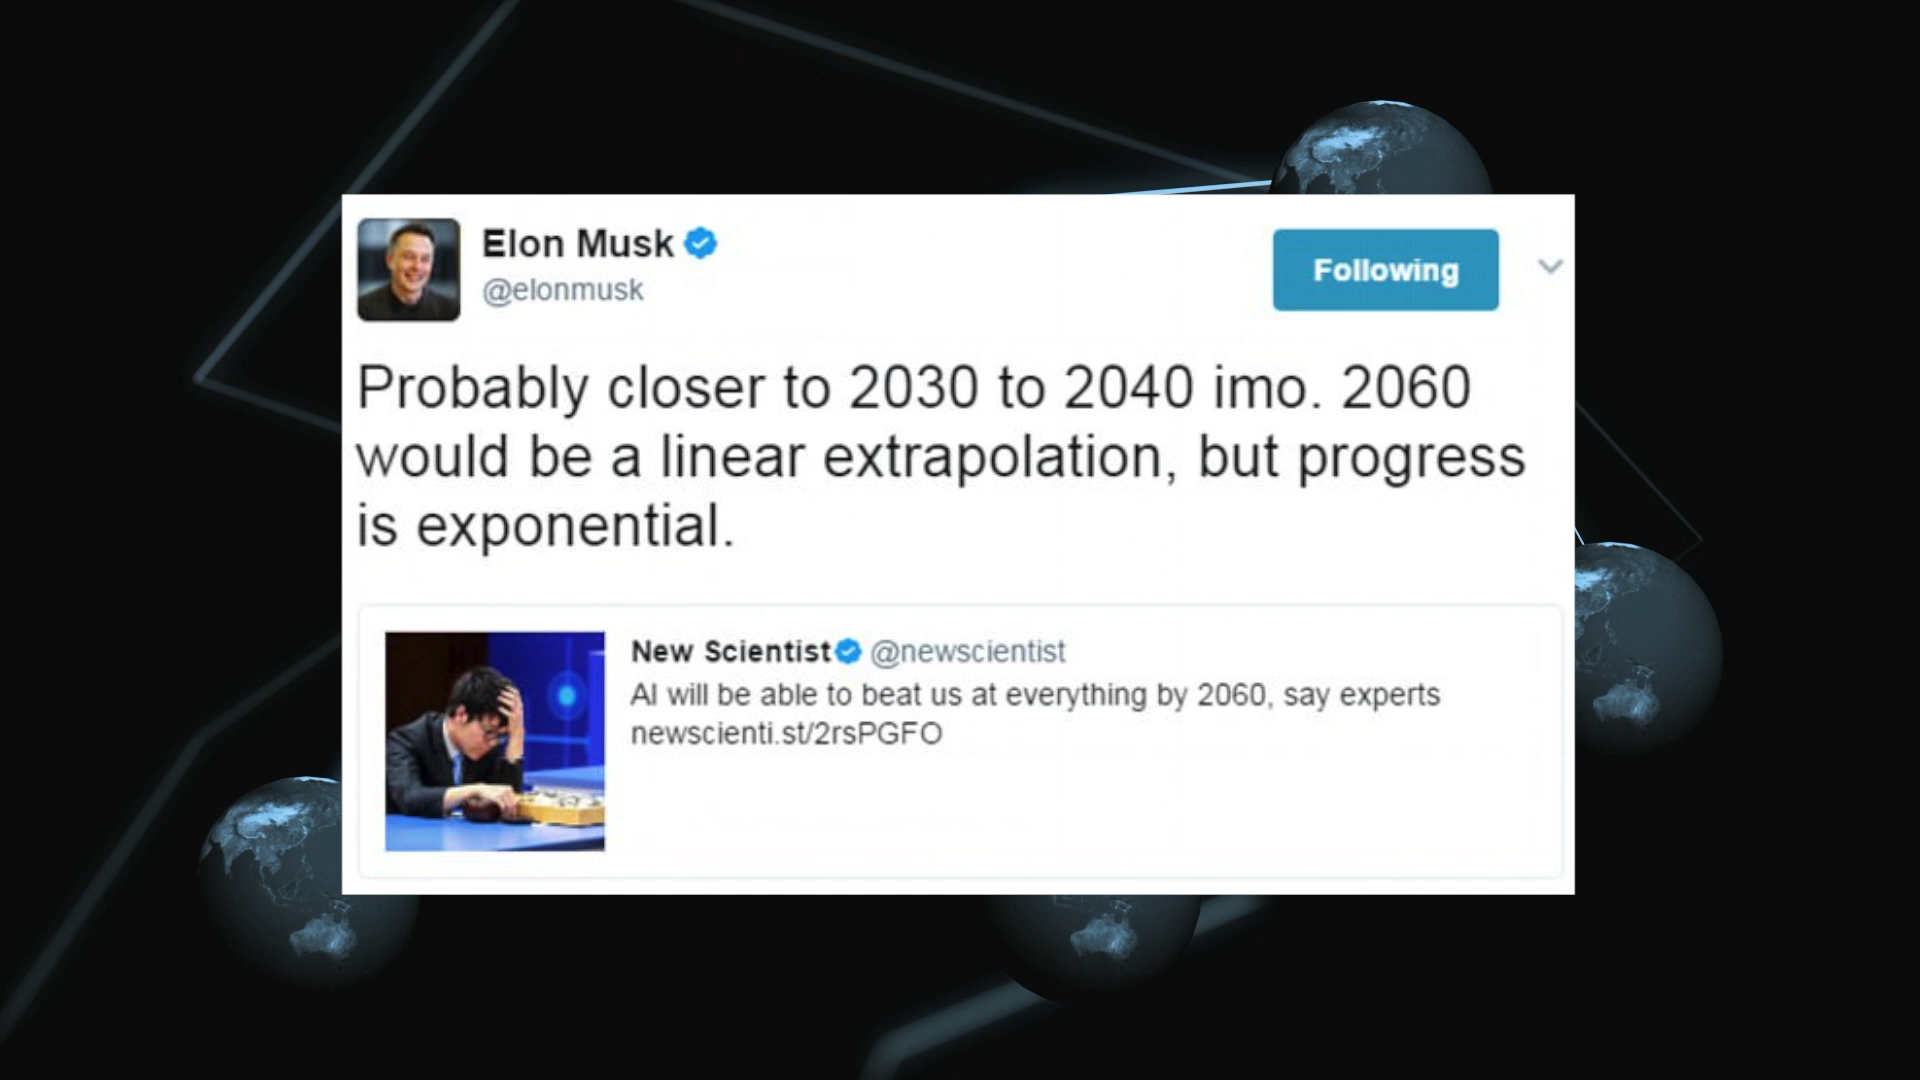 Elon Musk
@elonmusk
Following
Probably closer to 2030 to 2040 imo. 2060
would be a linear extrapolation, but progress
is exponential.
New Scientist @newscientist
AI will be able to beat us at everything by 2060, say experts
newscienti.st/2rsPGFO